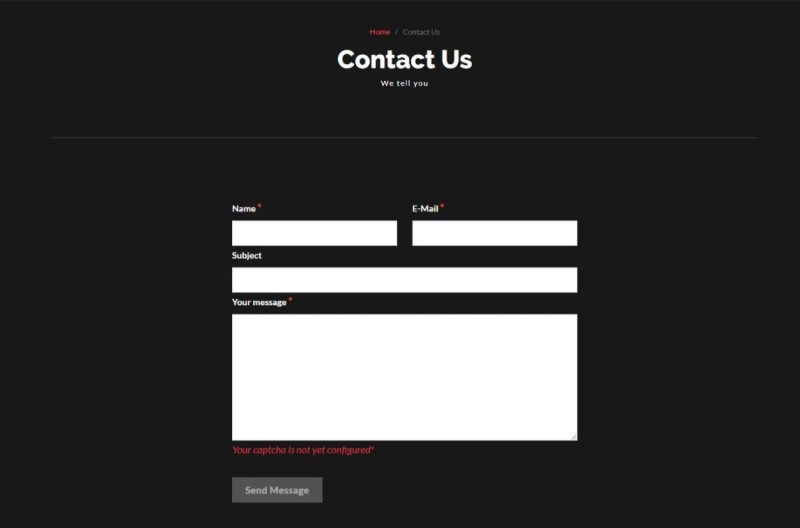 Home / Contact Us
Contact Us
We tell you
Name * E-Mail *
Subject
Your message *
Your captcha is not yet configured*
Send Message